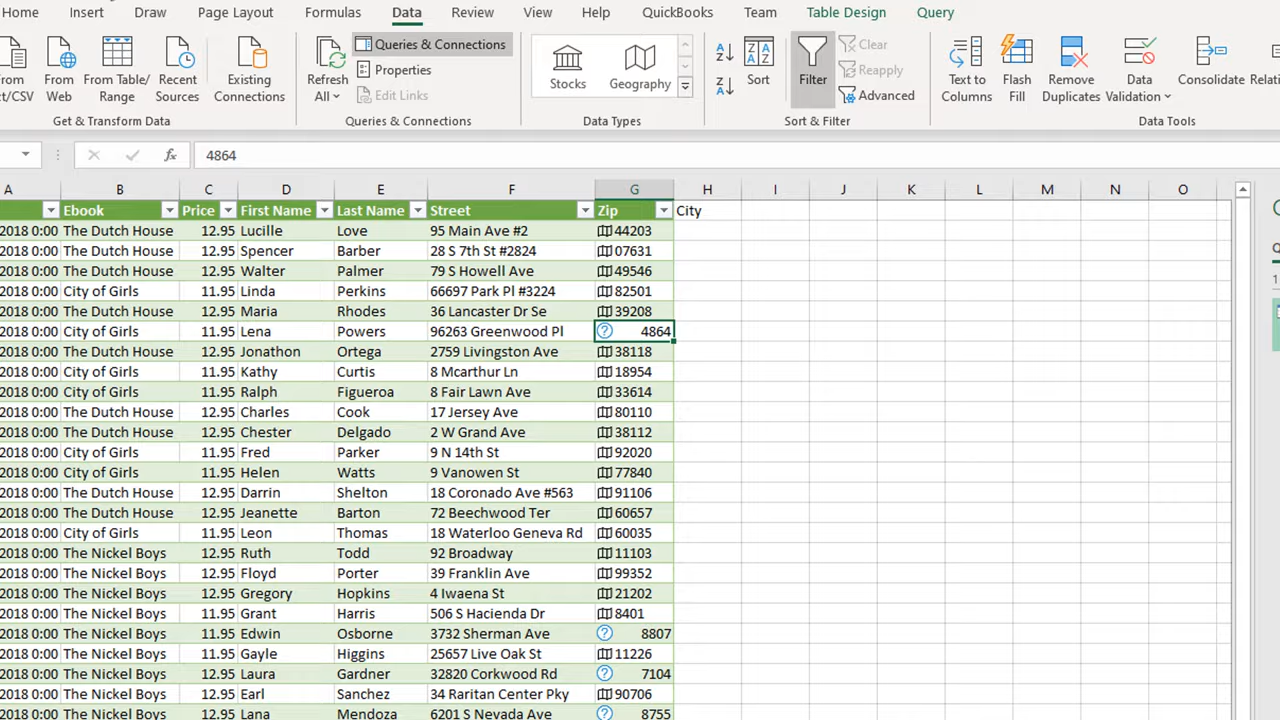 Home Insert Draw Page Layout Formulas Data Review View Help QuickBooks Team Table Design Query
From From From Table/ Recent Existing Refresh Queries & Connections Stocks Geography Sort Filter Clear Text to Flash Remove Data Consolidate
Web Range Sources Connections All Properties Reapply Columns Fill Duplicates Validation
Edit Links Advanced
Get & Transform Data Queries & Connections Data Types Sort & Filter Data Tools
fx 4864
A B C D E F G H I J K L M N O
Ebook Price First Name Last Name Street Zip City
2018 0:00 The Dutch House 12.95 Lucille Love 95 Main Ave #2 44203
2018 0:00 The Dutch House 12.95 Spencer Barber 28 S 7th St #2824 07631
2018 0:00 The Dutch House 12.95 Walter Palmer 79 S Howell Ave 49546
2018 0:00 City of Girls 11.95 Linda Perkins 66697 Park Pl #3224 82501
2018 0:00 The Dutch House 12.95 Maria Rhodes 36 Lancaster Dr Se 39208
2018 0:00 City of Girls 11.95 Lena Powers 96263 Greenwood Pl ? 4864
2018 0:00 The Dutch House 12.95 Jonathon Ortega 2759 Livingston Ave 38118
2018 0:00 City of Girls 11.95 Kathy Curtis 8 Mcarthur Ln 18954
2018 0:00 City of Girls 11.95 Ralph Figueroa 8 Fair Lawn Ave 33614
2018 0:00 The Dutch House 12.95 Charles Cook 17 Jersey Ave 80110
2018 0:00 The Dutch House 12.95 Chester Delgado 2 W Grand Ave 38112
2018 0:00 City of Girls 11.95 Fred Parker 9 N 14th St 92020
2018 0:00 City of Girls 11.95 Helen Watts 9 Vanowen St 77840
2018 0:00 The Dutch House 12.95 Darrin Shelton 18 Coronado Ave #563 91106
2018 0:00 The Dutch House 12.95 Jeanette Barton 72 Beechwood Ter 60657
2018 0:00 City of Girls 11.95 Leon Thomas 18 Waterloo Geneva Rd 60035
2018 0:00 The Nickel Boys 12.95 Ruth Todd 92 Broadway 11103
2018 0:00 The Nickel Boys 12.95 Floyd Porter 39 Franklin Ave 99352
2018 0:00 The Nickel Boys 12.95 Gregory Hopkins 4 Iwaena St 21202
2018 0:00 The Nickel Boys 11.95 Grant Harris 506 S Hacienda Dr 8401
2018 0:00 The Nickel Boys 11.95 Edwin Osborne 3732 Sherman Ave ? 8807
2018 0:00 The Nickel Boys 11.95 Gayle Higgins 25657 Live Oak St 11226
2018 0:00 The Nickel Boys 12.95 Laura Gardner 32820 Corkwood Rd ? 7104
2018 0:00 The Nickel Boys 12.95 Earl Sanchez 34 Raritan Center Pky 90706
2018 0:00 The Nickel Boys 12.95 Lana Mendoza 6201 S Nevada Ave ? 8755